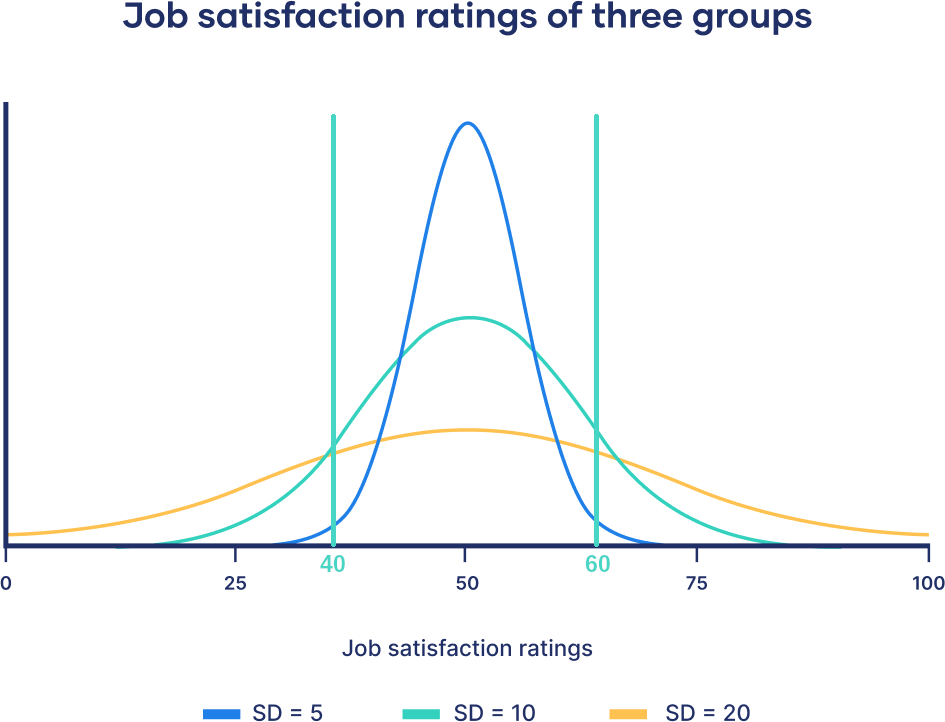 Job satisfaction ratings of three groups
40 60
0 25 50 75 100
Job satisfaction ratings
SD = 5 SD = 10 SD = 20